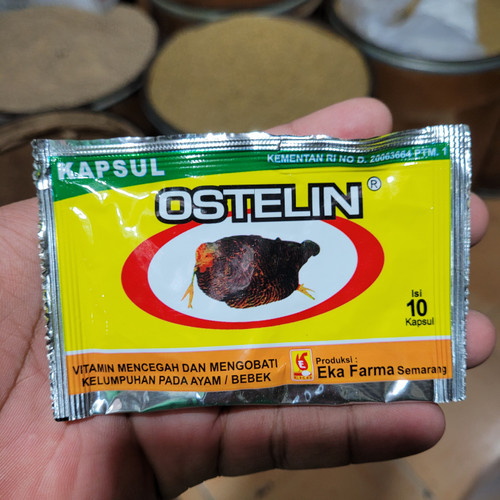 KAPSUL
KEMENTAN RI NO D. 20063664 PTM. 1
OSTELIN®
Isi
10
Kapsul
VITAMIN MENCEGAH DAN MENGOBATI
KELUMPUHAN PADA AYAM / BEBEK
Produksi :
Eka Farma Semarang